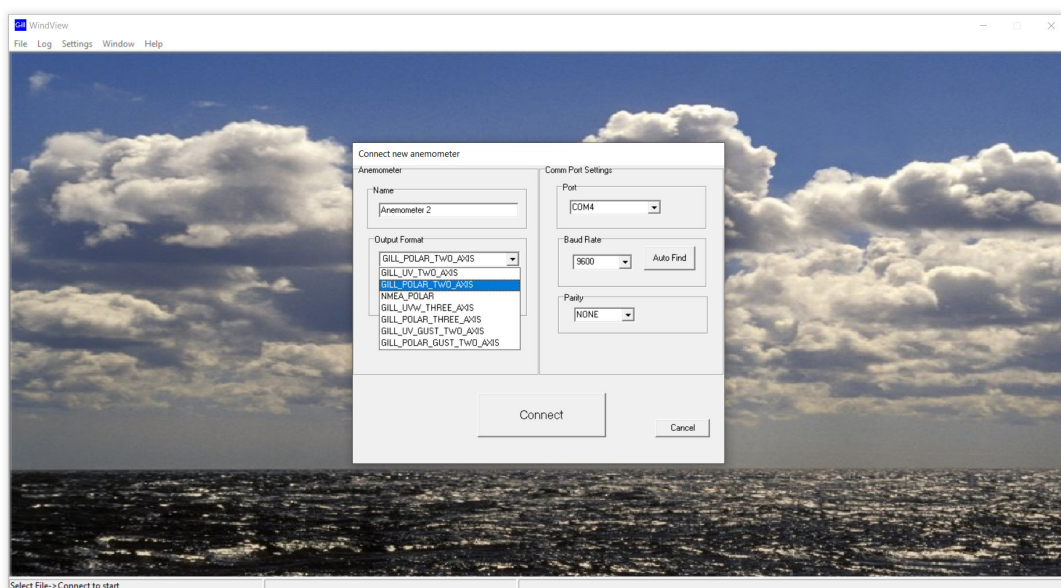 Gill WindView
File Log Settings Window Help
Connect new anemometer
Anemometer
Name
Anemometer 2
Output Format
GILL_POLAR_TWO_AXIS
GILL_UV_TWO_AXIS
GILL_POLAR_TWO_AXIS
NMEA_POLAR
GILL_UVW_THREE_AXIS
GILL_POLAR_THREE_AXIS
GILL_UV_GUST_TWO_AXIS
GILL_POLAR_GUST_TWO_AXIS
Comm Port Settings
Port
COM4
Baud Rate
9600
Auto Find
Parity
NONE
Connect
Cancel
Select File->Connect to start